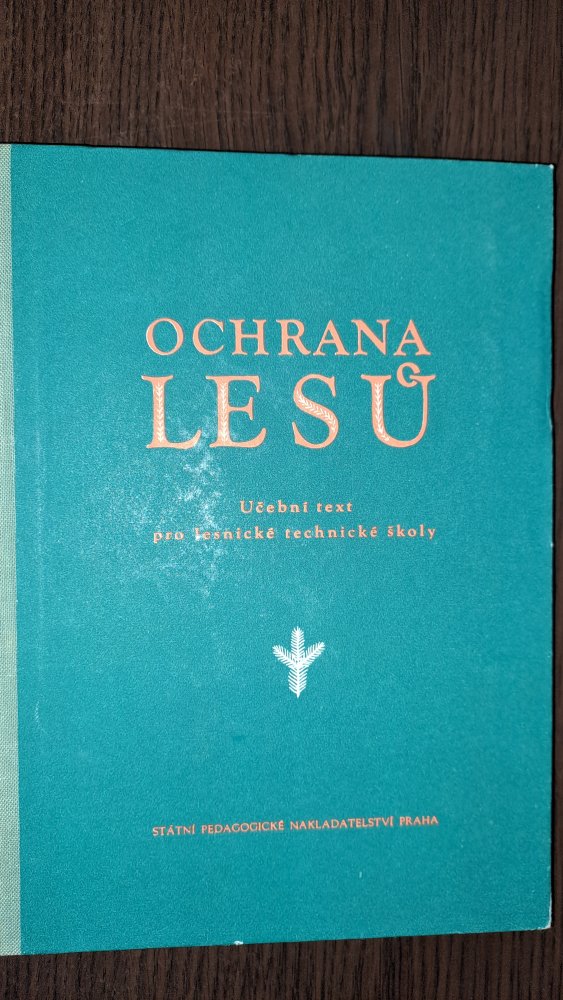 OCHRANA
LESŮ
Učební text
pro lesnické technické školy
STÁTNÍ PEDAGOGICKÉ NAKLADATELSTVÍ PRAHA